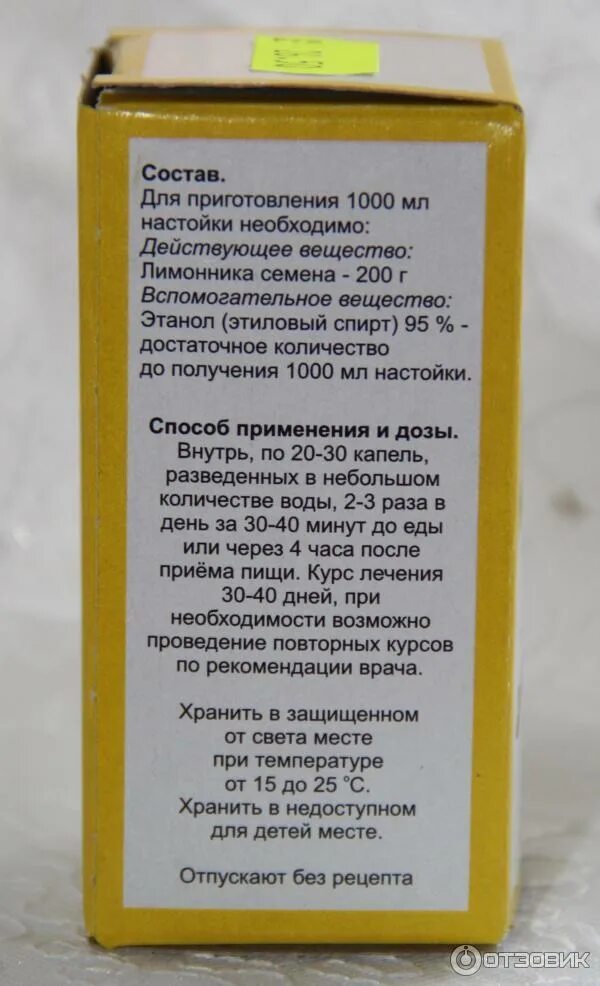 Состав.
Для приготовления 1000 мл
настойки необходимо:
Действующее вещество:
Лимонника семена - 200 г
Вспомогательное вещество:
Этанол (этиловый спирт) 95 % -
достаточное количество
до получения 1000 мл настойки.
Способ применения и дозы.
Внутрь, по 20-30 капель,
разведенных в небольшом
количестве воды, 2-3 раза в
день за 30-40 минут до еды
или через 4 часа после
приёма пищи. Курс лечения
30-40 дней, при
необходимости возможно
проведение повторных курсов
по рекомендации врача.
Хранить в защищенном
от света месте
при температуре
от 15 до 25 °С.
Хранить в недоступном
для детей месте.
Отпускают без рецепта
ОТЗОВИК